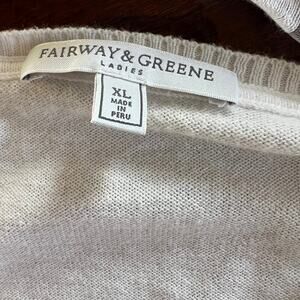 FAIRWAY & GREENE
LADIES
XL
MADE
IN
PERU